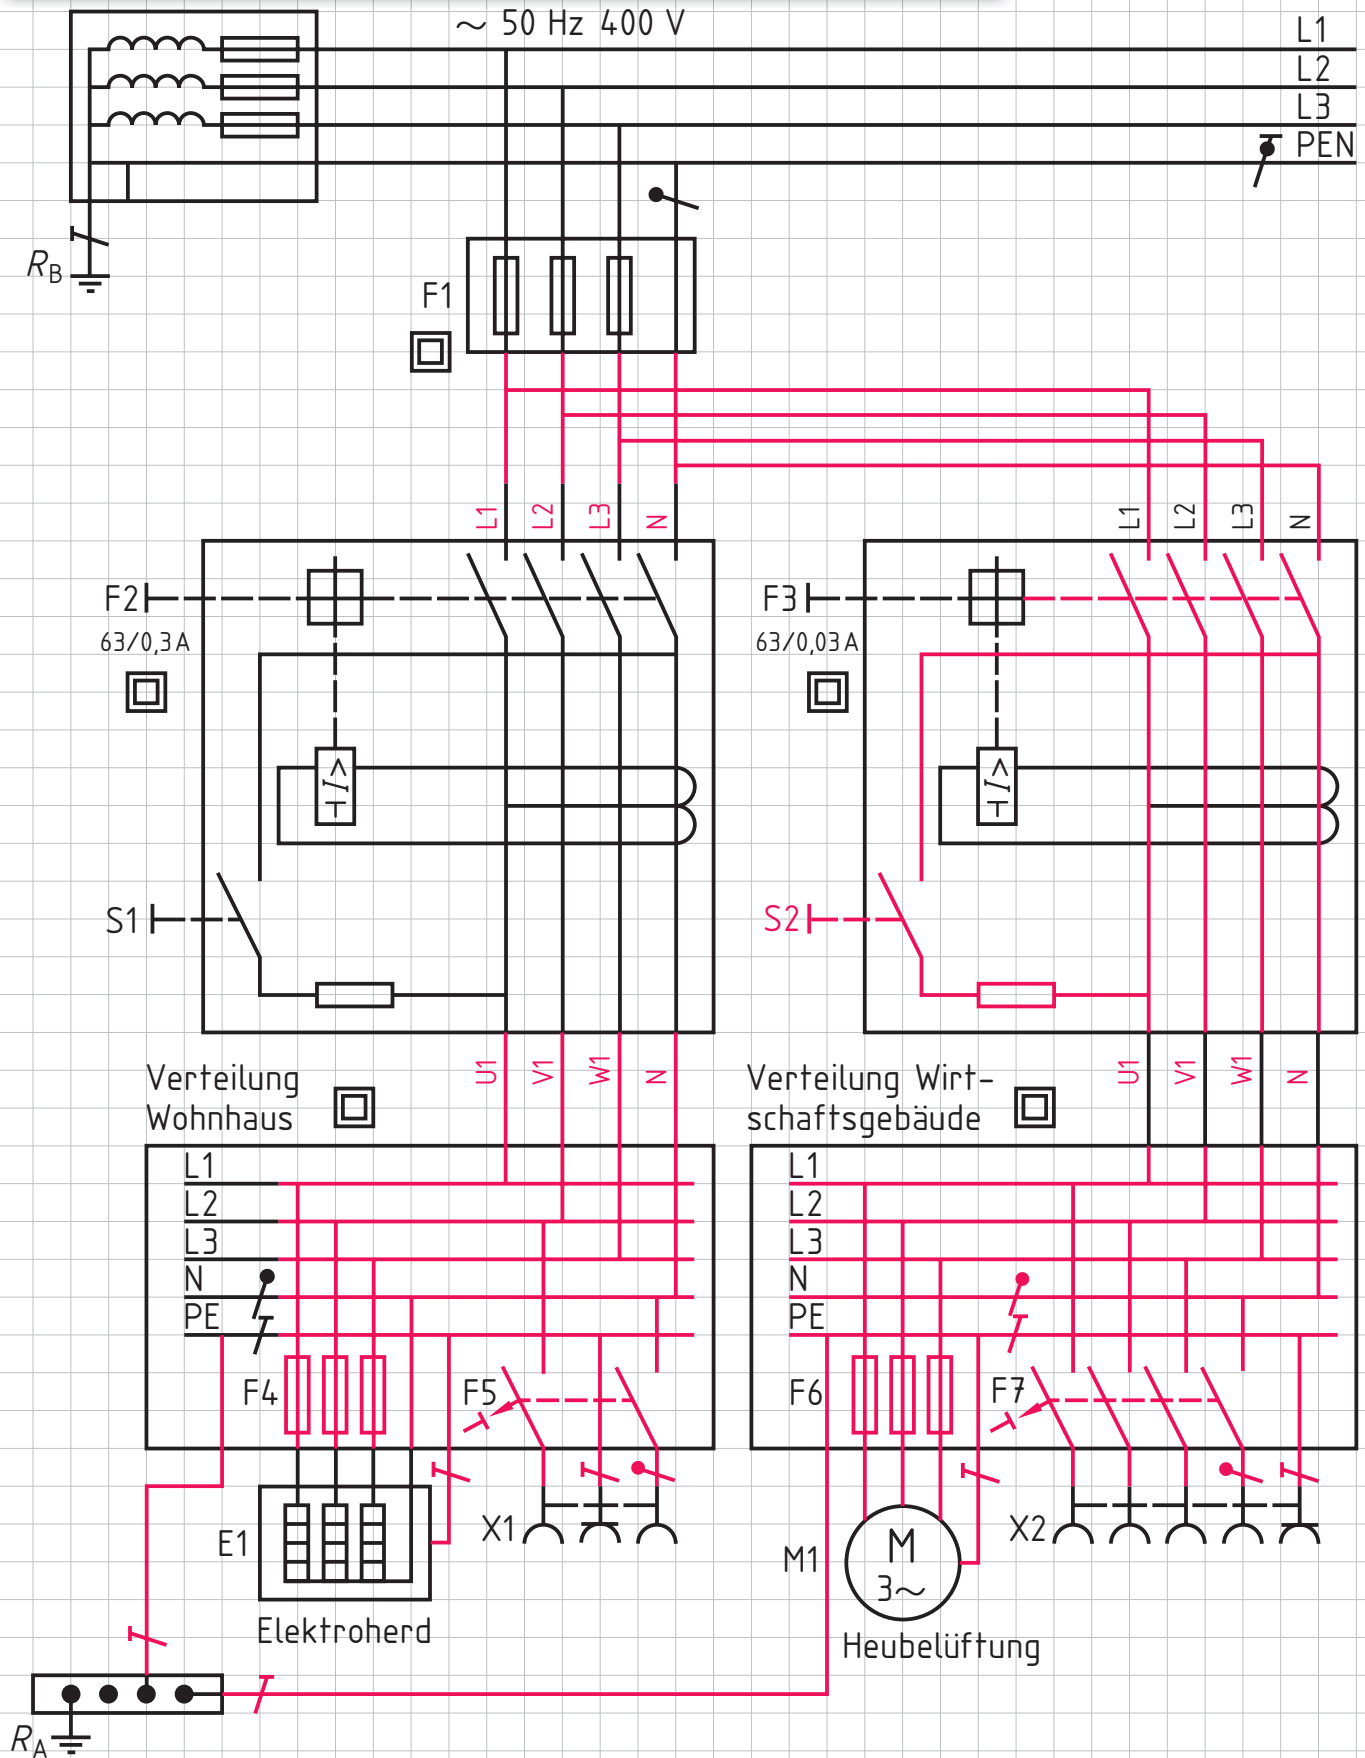 ~ 50 Hz 400 V
L1
L2
L3
PEN
R_B
F1
L1 L2 L3 N
L1 L2 L3 N
F2
63/0,3 A
F3
63/0,03 A
I>
I>
S1
S2
U1 V1 W1 N
U1 V1 W1 N
Verteilung
Wohnhaus
Verteilung Wirt-
schaftsgebäude
L1
L2
L3
N
PE
L1
L2
L3
N
PE
F4
F5
F6
F7
E1
X1
M1
M
3~
X2
Elektroherd
Heubelüftung
R_A